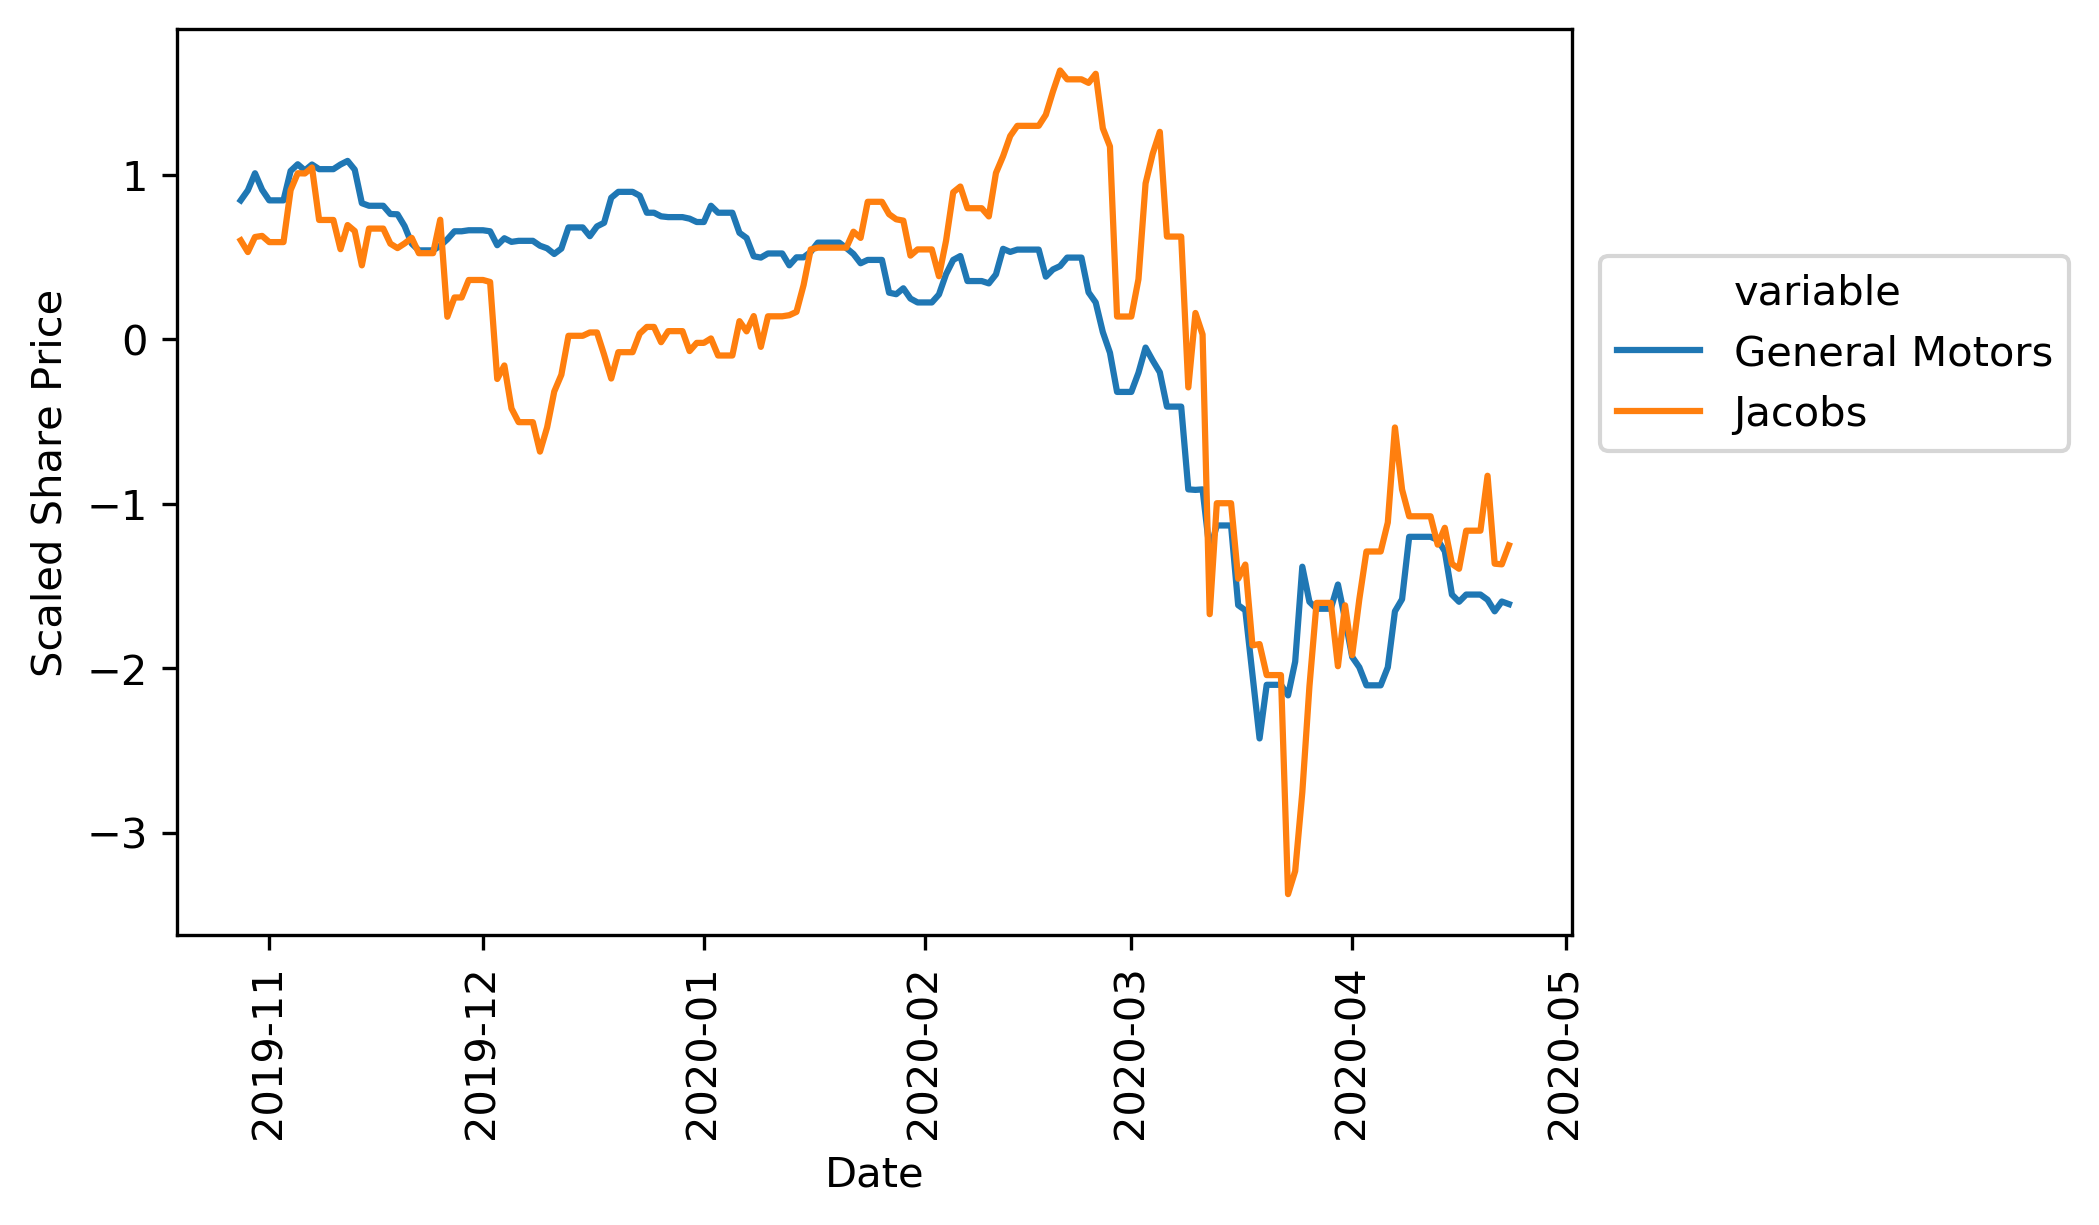 Scaled Share Price
1
0
−1
−2
−3
2019-11
2019-12
2020-01
2020-02
2020-03
2020-04
2020-05
Date
variable
General Motors
Jacobs